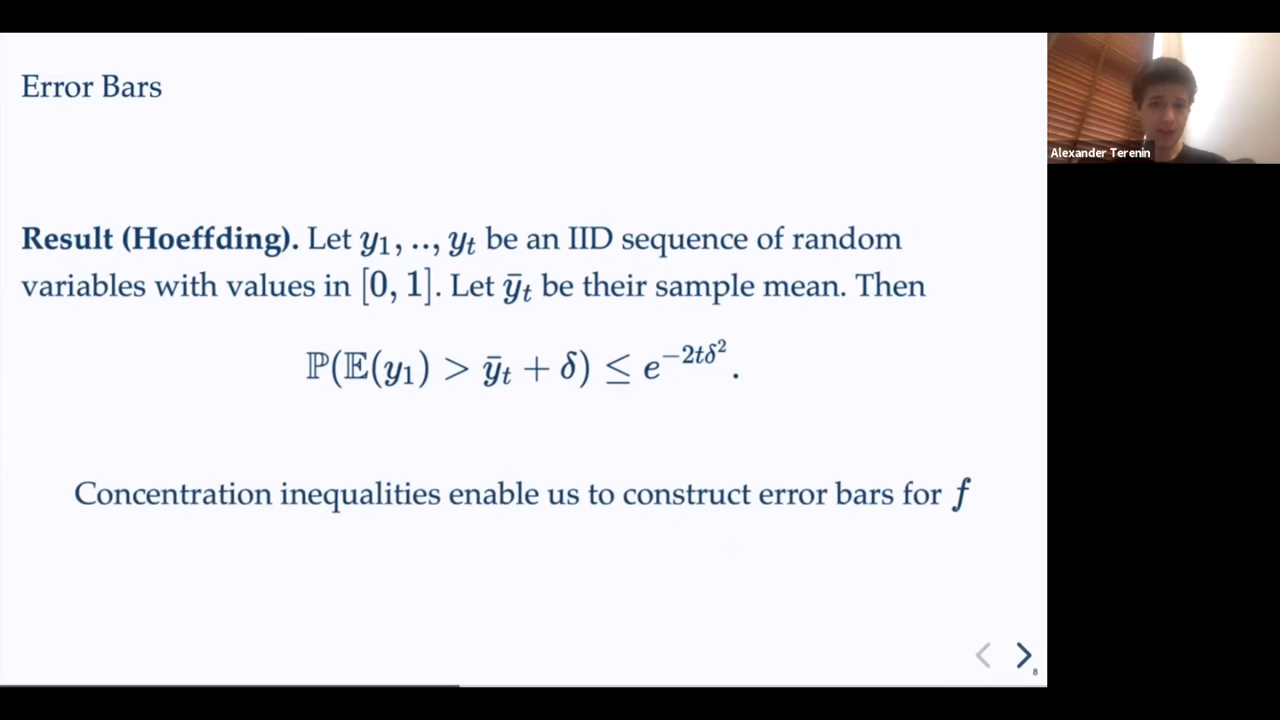 Error Bars
Alexander Terenin
Result (Hoeffding). Let y₁, .., yₜ be an IID sequence of random
variables with values in [0, 1]. Let ȳₜ be their sample mean. Then
ℙ(𝔼(y₁) > ȳₜ + δ) ≤ e^{−2tδ²}.
Concentration inequalities enable us to construct error bars for f
8